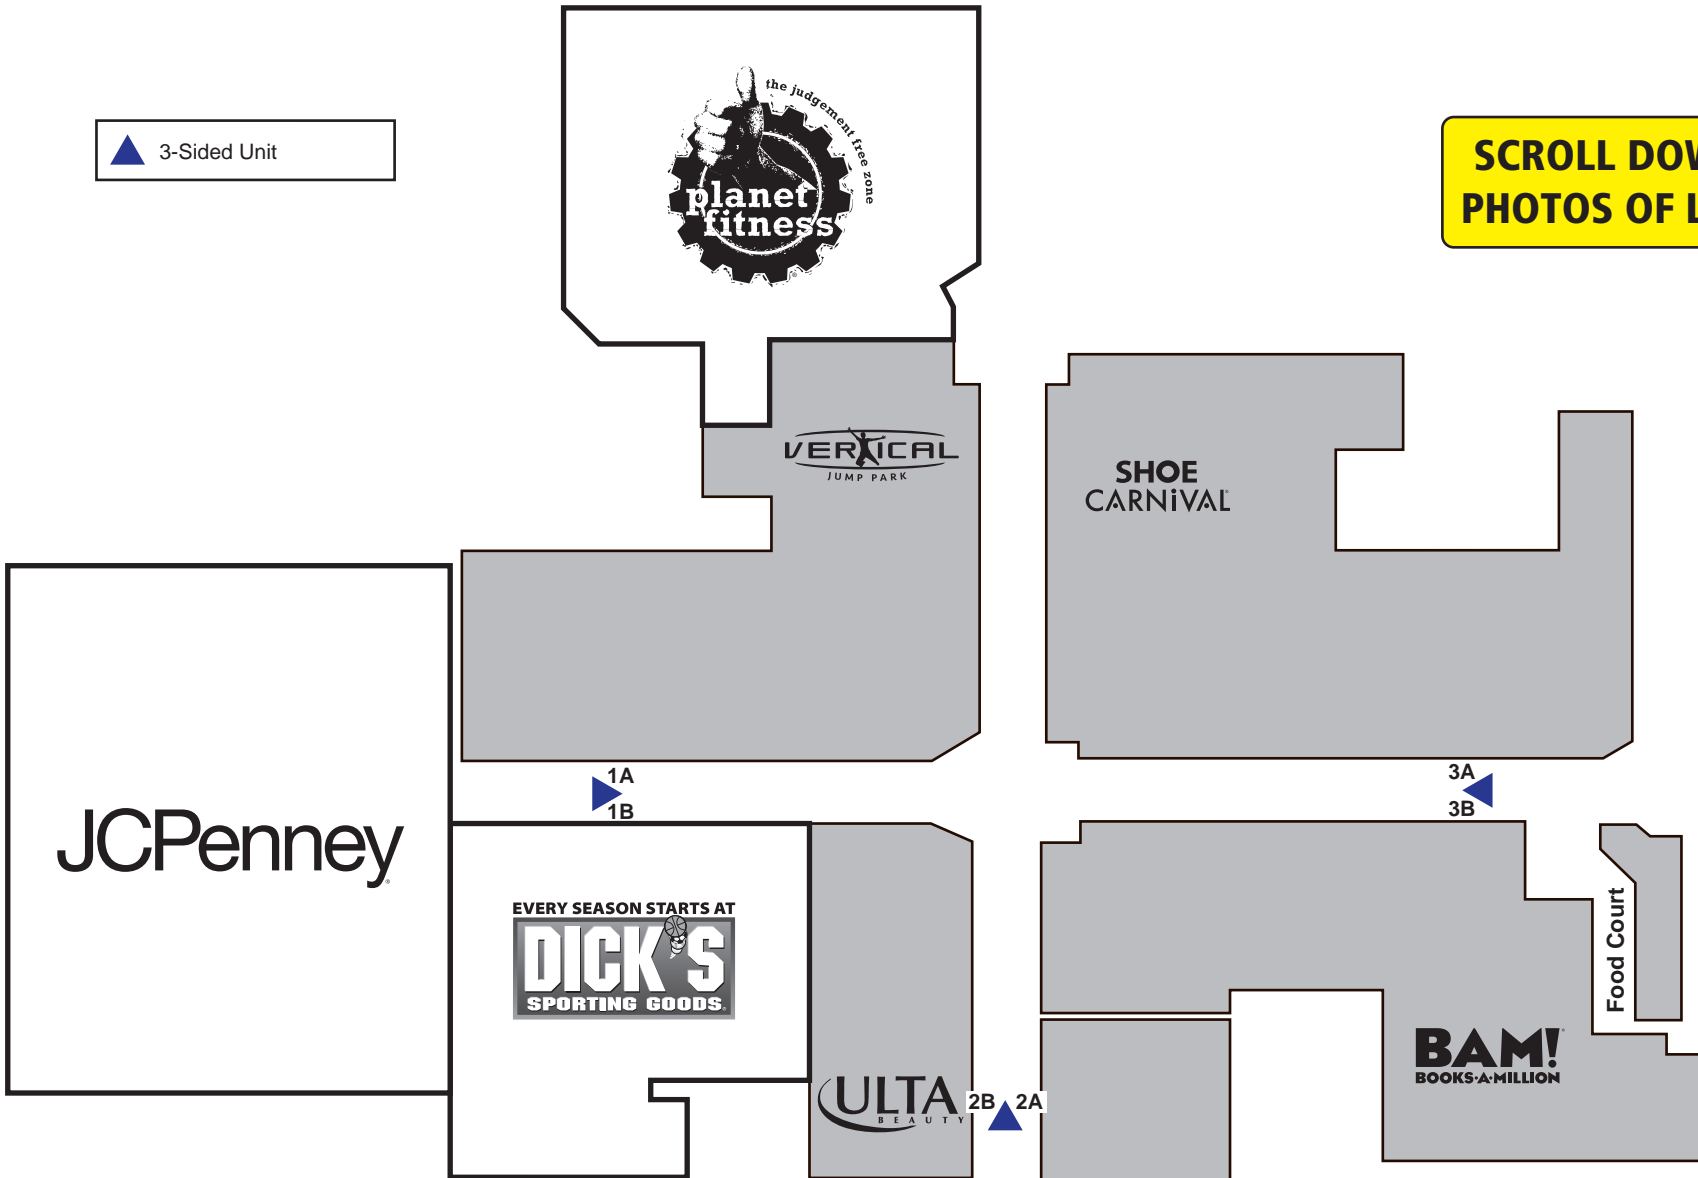 the judgement free zone
planet
fitness
3-Sided Unit
SCROLL DOW
PHOTOS OF L
VERTICAL
JUMP PARK
SHOE
CARNiVAL
1A
1B
3A
3B
JCPenney
EVERY SEASON STARTS AT
DICK'S
SPORTING GOODS
Food Court
BAM!
BOOKS·A·MILLION
ULTA
BEAUTY
2B 2A